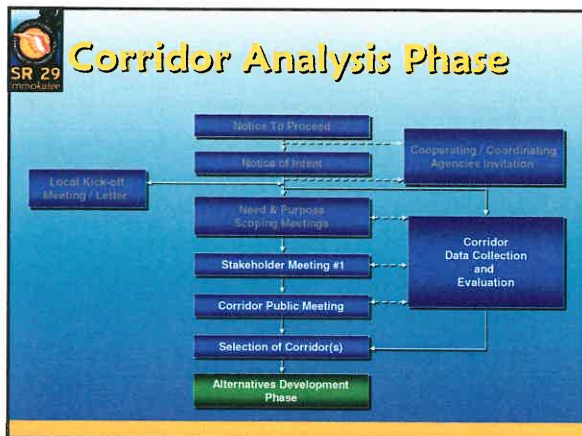 SR 29
Immokalee
Corridor Analysis Phase
Notice To Proceed
Cooperating / Coordinating
Agencies Invitation
Notice of Intent
Local Kick-off
Meeting / Letter
Need & Purpose
Scoping Meetings
Corridor
Data Collection
and
Evaluation
Stakeholder Meeting #1
Corridor Public Meeting
Selection of Corridor(s)
Alternatives Development
Phase